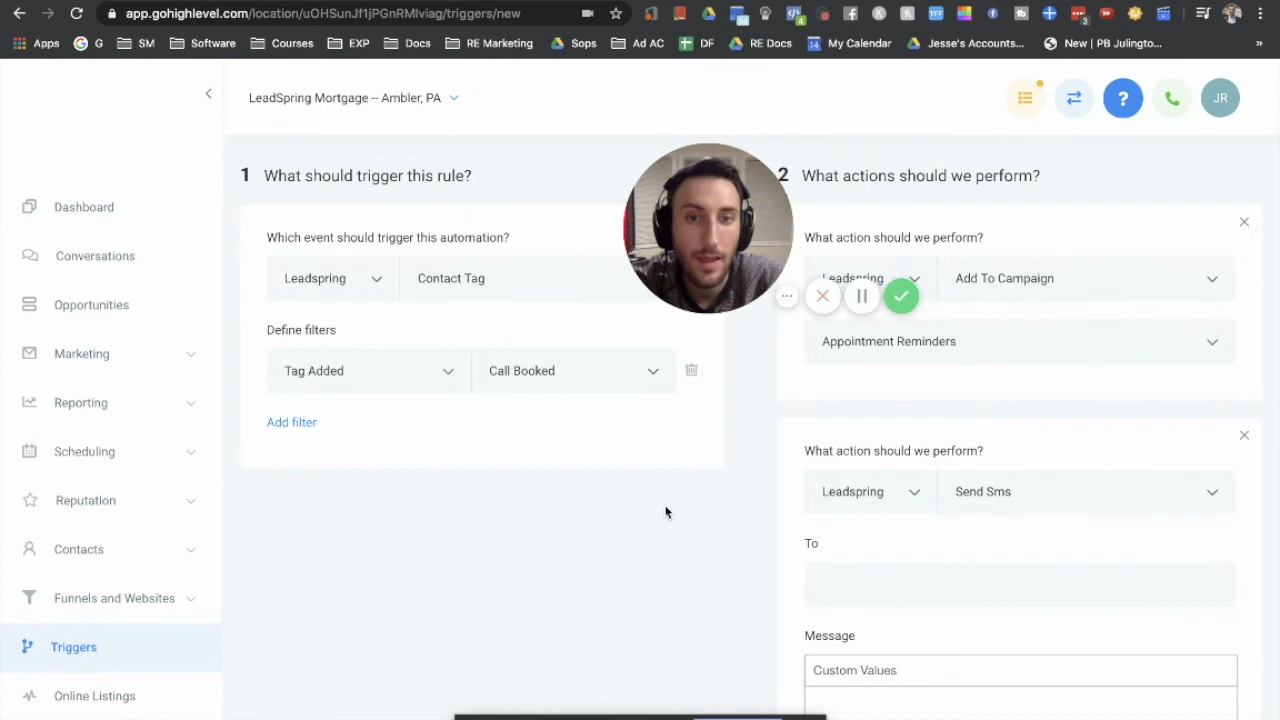 app.gohighlevel.com/location/uOHSunJf1jPGnRMIviag/triggers/new
Apps
G
SM
Software
Courses
EXP
Docs
RE Marketing
Sops
Ad AC
DF
RE Docs
14 My Calendar
Jesse's Accounts...
New | PB Julington...
»
LeadSpring Mortgage -- Ambler, PA
?
JR
Dashboard
Conversations
Opportunities
Marketing
Reporting
Scheduling
Reputation
Contacts
Funnels and Websites
Triggers
Online Listings
1 What should trigger this rule?
Which event should trigger this automation?
Leadspring
Contact Tag
Define filters
Tag Added
Call Booked
Add filter
2 What actions should we perform?
What action should we perform?
Leadspring
Add To Campaign
Appointment Reminders
What action should we perform?
Leadspring
Send Sms
To
Message
Custom Values